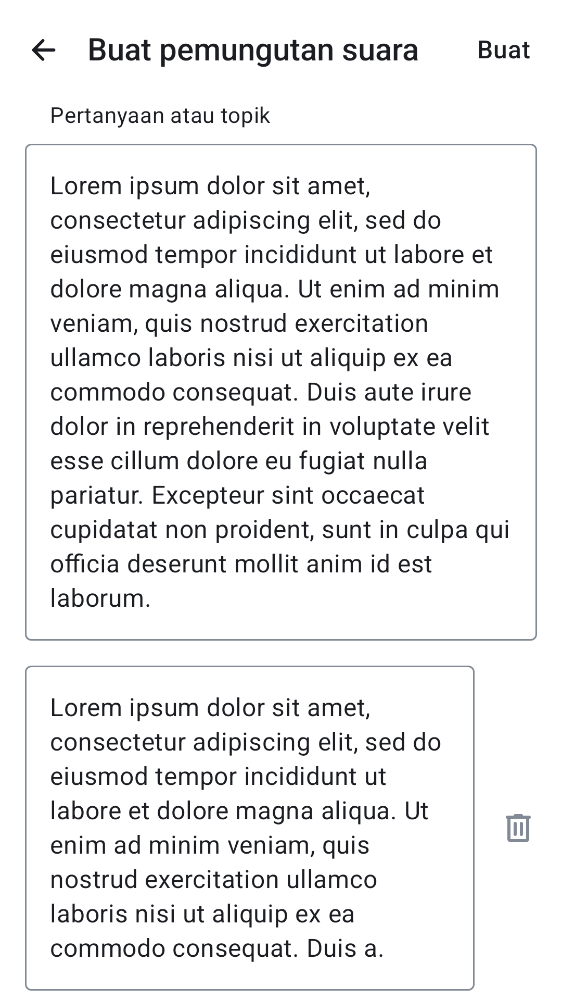 Buat pemungutan suara
Buat
Pertanyaan atau topik
Lorem ipsum dolor sit amet,
consectetur adipiscing elit, sed do
eiusmod tempor incididunt ut labore et
dolore magna aliqua. Ut enim ad minim
veniam, quis nostrud exercitation
ullamco laboris nisi ut aliquip ex ea
commodo consequat. Duis aute irure
dolor in reprehenderit in voluptate velit
esse cillum dolore eu fugiat nulla
pariatur. Excepteur sint occaecat
cupidatat non proident, sunt in culpa qui
officia deserunt mollit anim id est
laborum.
Lorem ipsum dolor sit amet,
consectetur adipiscing elit, sed do
eiusmod tempor incididunt ut
labore et dolore magna aliqua. Ut
enim ad minim veniam, quis
nostrud exercitation ullamco
laboris nisi ut aliquip ex ea
commodo consequat. Duis a.